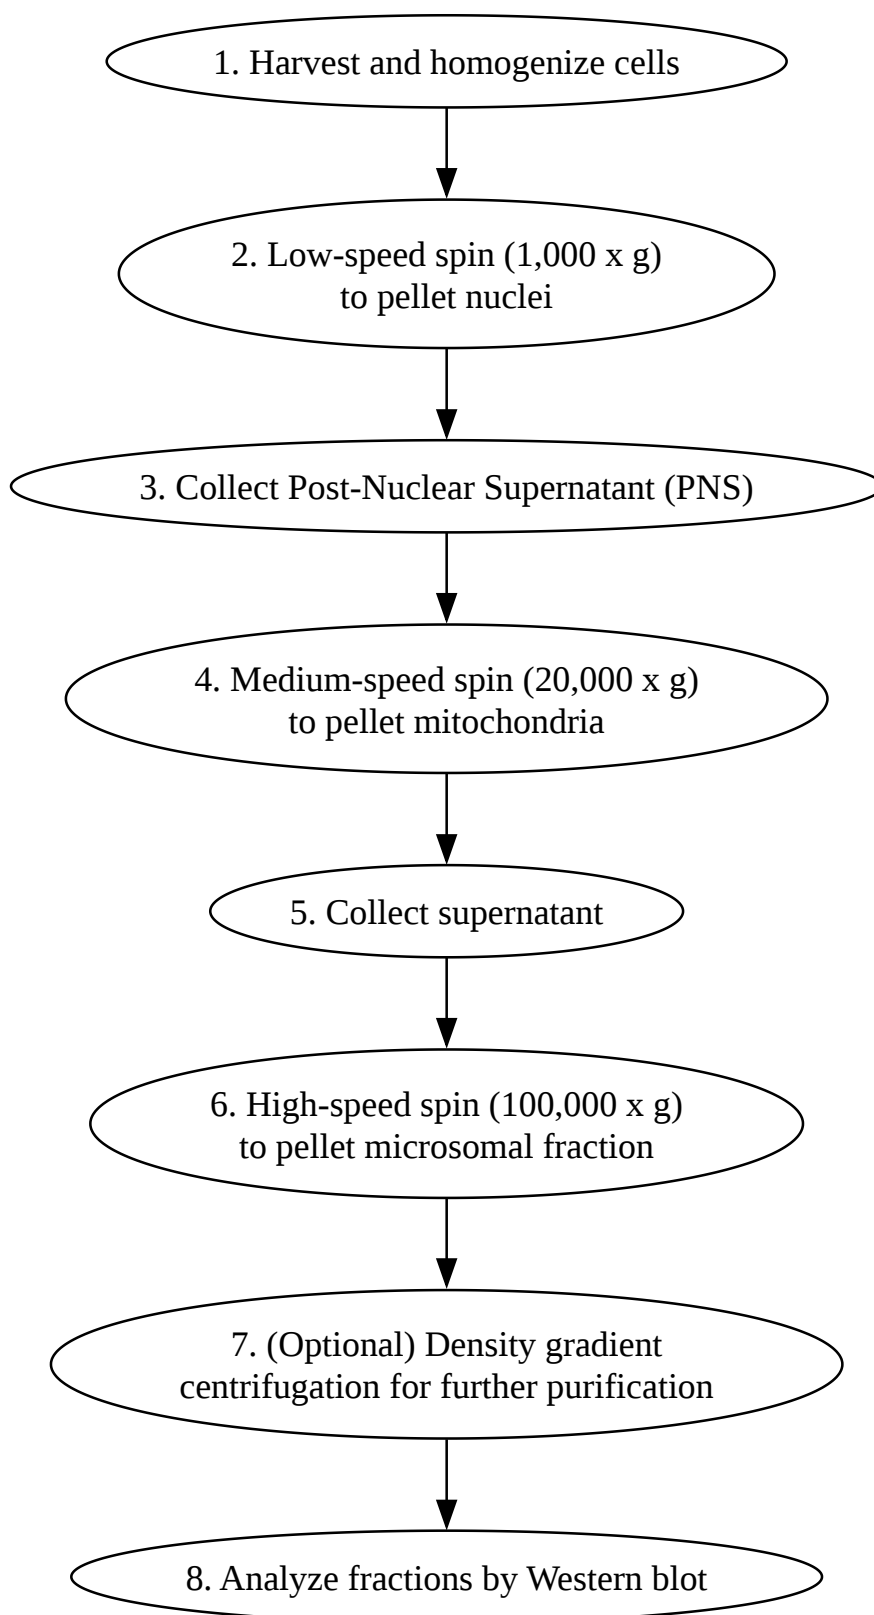 1. Harvest and homogenize cells
2. Low-speed spin (1,000 x g)
to pellet nuclei
3. Collect Post-Nuclear Supernatant (PNS)
4. Medium-speed spin (20,000 x g)
to pellet mitochondria
5. Collect supernatant
6. High-speed spin (100,000 x g)
to pellet microsomal fraction
7. (Optional) Density gradient
centrifugation for further purification
8. Analyze fractions by Western blot